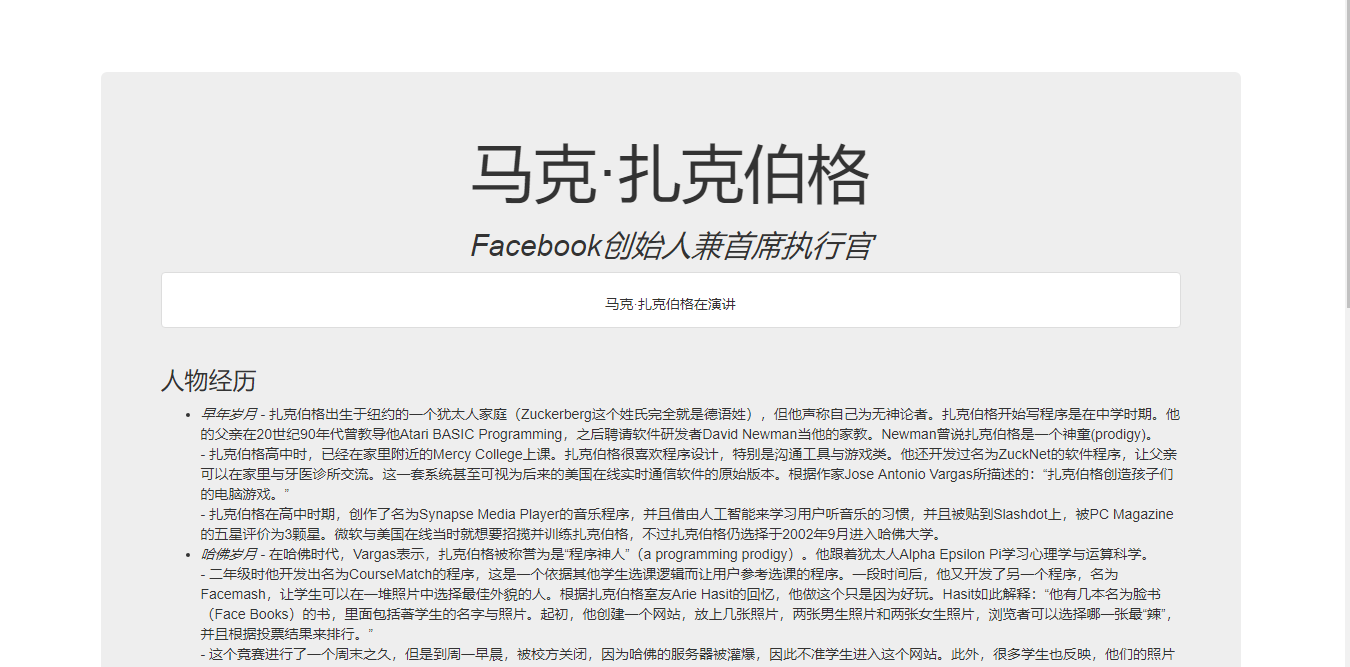 马克·扎克伯格
Facebook创始人兼首席执行官
马克·扎克伯格在演讲
人物经历
• 早年岁月 - 扎克伯格出生于纽约的一个犹太人家庭（Zuckerberg这个姓氏完全就是德语姓），但他声称自己为无神论者。扎克伯格开始写程序是在中学时期。他
的父亲在20世纪90年代曾教导他Atari BASIC Programming，之后聘请软件研发者David Newman当他的家教。Newman曾说扎克伯格是一个神童(prodigy)。
- 扎克伯格高中时，已经在家里附近的Mercy College上课。扎克伯格很喜欢程序设计，特别是沟通工具与游戏类。他还开发过名为ZuckNet的软件程序，让父亲
可以在家里与牙医诊所交流。这一套系统甚至可视为后来的美国在线实时通信软件的原始版本。根据作家Jose Antonio Vargas所描述的：“扎克伯格创造孩子们
的电脑游戏。”
- 扎克伯格在高中时期，创作了名为Synapse Media Player的音乐程序，并且借由人工智能来学习用户听音乐的习惯，并且被贴到Slashdot上，被PC Magazine
的五星评价为3颗星。微软与美国在线当时就想要招揽并训练扎克伯格，不过扎克伯格仍选择于2002年9月进入哈佛大学。
• 哈佛岁月 - 在哈佛时代，Vargas表示，扎克伯格被称誉为是“程序神人”（a programming prodigy）。他跟着犹太人Alpha Epsilon Pi学习心理学与运算科学。
- 二年级时他开发出名为CourseMatch的程序，这是一个依据其他学生选课逻辑而让用户参考选课的程序。一段时间后，他又开发了另一个程序，名为
Facemash，让学生可以在一堆照片中选择最佳外貌的人。根据扎克伯格室友Arie Hasit的回忆，他做这个只是因为好玩。Hasit如此解释：“他有几本名为脸书
（Face Books）的书，里面包括著学生的名字与照片。起初，他创建一个网站，放上几张照片，两张男生照片和两张女生照片，浏览者可以选择哪一张最“辣”，
并且根据投票结果来排行。”
- 这个竞赛进行了一个周末之久，但是到周一早晨，被校方关闭，因为哈佛的服务器被灌爆，因此不准学生进入这个网站。此外，很多学生也反映，他们的照片